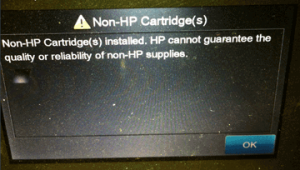 Non-HP Cartridge(s)
Non-HP Cartridge(s) installed. HP cannot guarantee the
quality or reliability of non-HP supplies.
OK